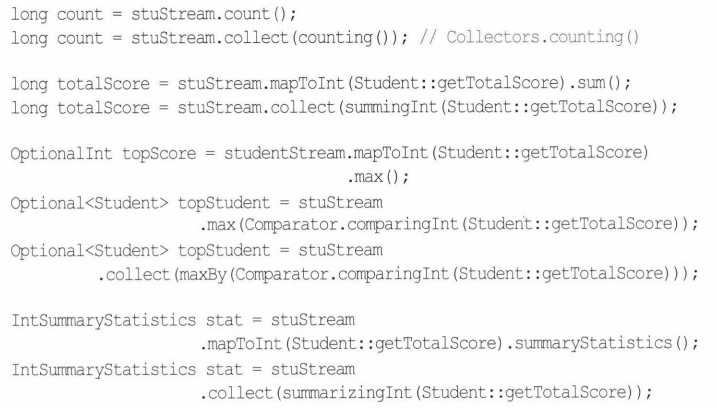 long count = stuStream.count();
long count = stuStream.collect(counting()); // Collectors.counting()
long totalScore = stuStream.mapToInt(Student::getTotalScore).sum();
long totalScore = stuStream.collect(summingInt(Student::getTotalScore));
OptionalInt topScore = studentStream.mapToInt(Student::getTotalScore)
.max();
Optional<Student> topStudent = stuStream
.max(Comparator.comparingInt(Student::getTotalScore));
Optional<Student> topStudent = stuStream
.collect(maxBy(Comparator.comparingInt(Student::getTotalScore)));
IntSummaryStatistics stat = stuStream
.mapToInt(Student::getTotalScore).summaryStatistics();
IntSummaryStatistics stat = stuStream
.collect(summarizingInt(Student::getTotalScore));